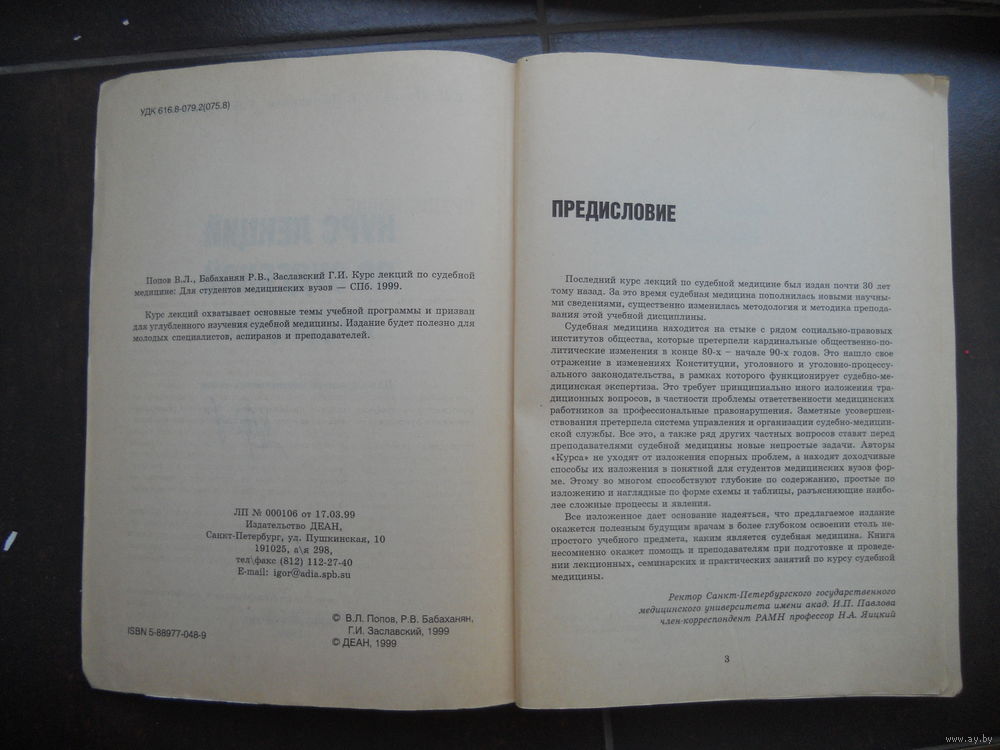 УДК 616.8-079.2(075.8)
Попов В.Л., Бабаханян Р.В., Заславский Г.И. Курс лекций по судебной
медицине: Для студентов медицинских вузов — СПб. 1999.
Курс лекций охватывает основные темы учебной программы и призван
для углубленного изучения судебной медицины. Издание будет полезно для
молодых специалистов, аспиранов и преподавателей.
ЛП № 000106 от 17.03.99
Издательство ДЕАН,
Санкт-Петербург, ул. Пушкинская, 10
191025, а\я 298,
тел\факс (812) 112-27-40
E-mail: igor@adia.spb.su
ISBN 5-88977-048-9
© В.Л. Попов, Р.В. Бабаханян,
Г.И. Заславский, 1999
© ДЕАН, 1999
ПРЕДИСЛОВИЕ
Последний курс лекций по судебной медицине был издан почти 30 лет
тому назад. За это время судебная медицина пополнилась новыми научны-
ми сведениями, существенно изменилась методология и методика препода-
вания этой учебной дисциплины.
Судебная медицина находится на стыке с рядом социально-правовых
институтов общества, которые претерпели кардинальные общественно-по-
литические изменения в конце 80-х – начале 90-х годов. Это нашло свое
отражение в изменениях Конституции, уголовного и уголовно-процессу-
ального законодательства, в рамках которого функционирует судебно-ме-
дицинская экспертиза. Это требует принципиально иного изложения тра-
диционных вопросов, в частности проблемы ответственности медицинских
работников за профессиональные правонарушения. Заметные усовершен-
ствования претерпела система управления и организации судебно-медицин-
ской службы. Все это, а также ряд других частных вопросов ставят перед
преподавателями судебной медицины новые непростые задачи. Авторы
«Курса» не уходят от изложения спорных проблем, а находят доходчивые
способы их изложения в понятной для студентов медицинских вузов фор-
ме. Этому во многом способствуют глубокие по содержанию, простые по
изложению и наглядные по форме схемы и таблицы, разъясняющие наибо-
лее сложные процессы и явления.
Все изложенное дает основание надеяться, что предлагаемое издание
окажется полезным будущим врачам в более глубоком освоении столь не-
простого учебного предмета, каким является судебная медицина. Книга
несомненно окажет помощь и преподавателям при подготовке и проведе-
нии лекционных, семинарских и практических занятий по курсу судебной
медицины.
Ректор Санкт-Петербургского государственного
медицинского университета имени акад. И.П. Павлова
член-корреспондент РАМН профессор Н.А. Яицкий
3
www.ay.by